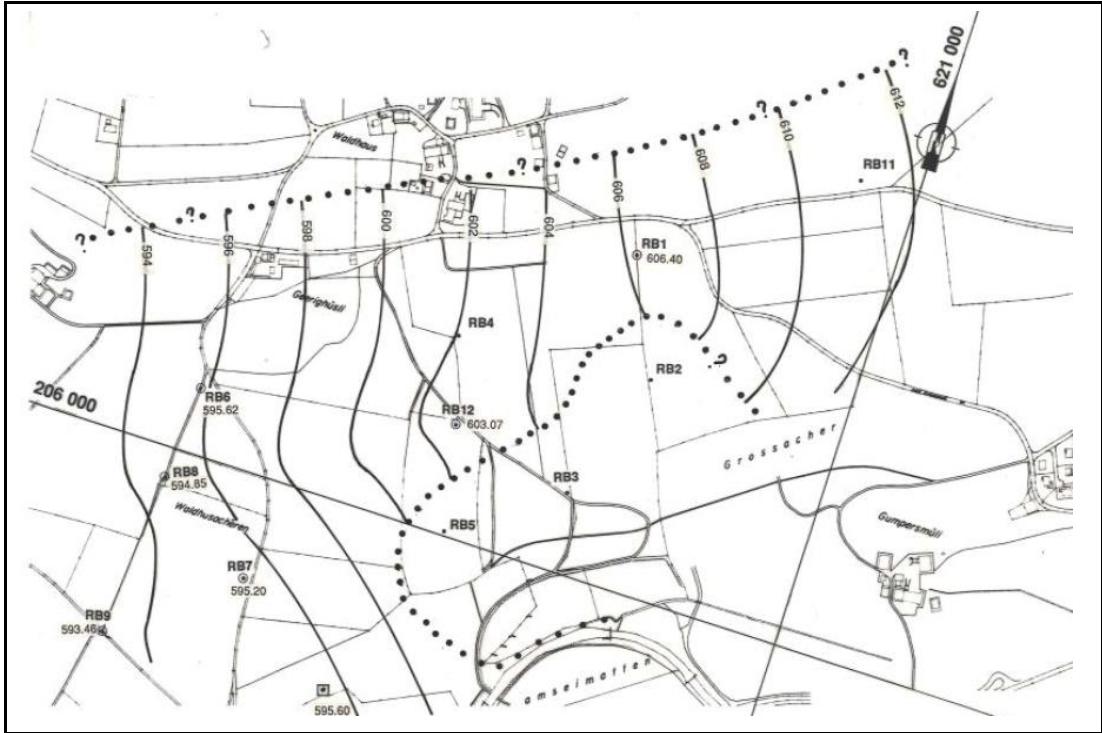 621 000
?
612
?
610
RB11
Waldhaus
?
608
606
?
?
594
596
598
600
602
604
RB1
606.40
Gerrighüsli
RB4
?
RB2
206 000
RB6
595.62
RB12
603.07
Grossacher
RB8
594.85
RB3
Waldhusacheren
RB5
Gumpersmüli
RB7
595.20
RB9
593.46
amseimatten
595.60